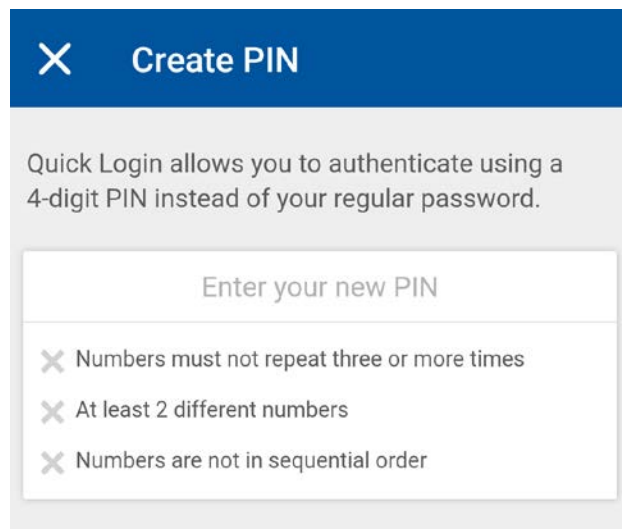 Create PIN
Quick Login allows you to authenticate using a
4-digit PIN instead of your regular password.
Enter your new PIN
Numbers must not repeat three or more times
At least 2 different numbers
Numbers are not in sequential order